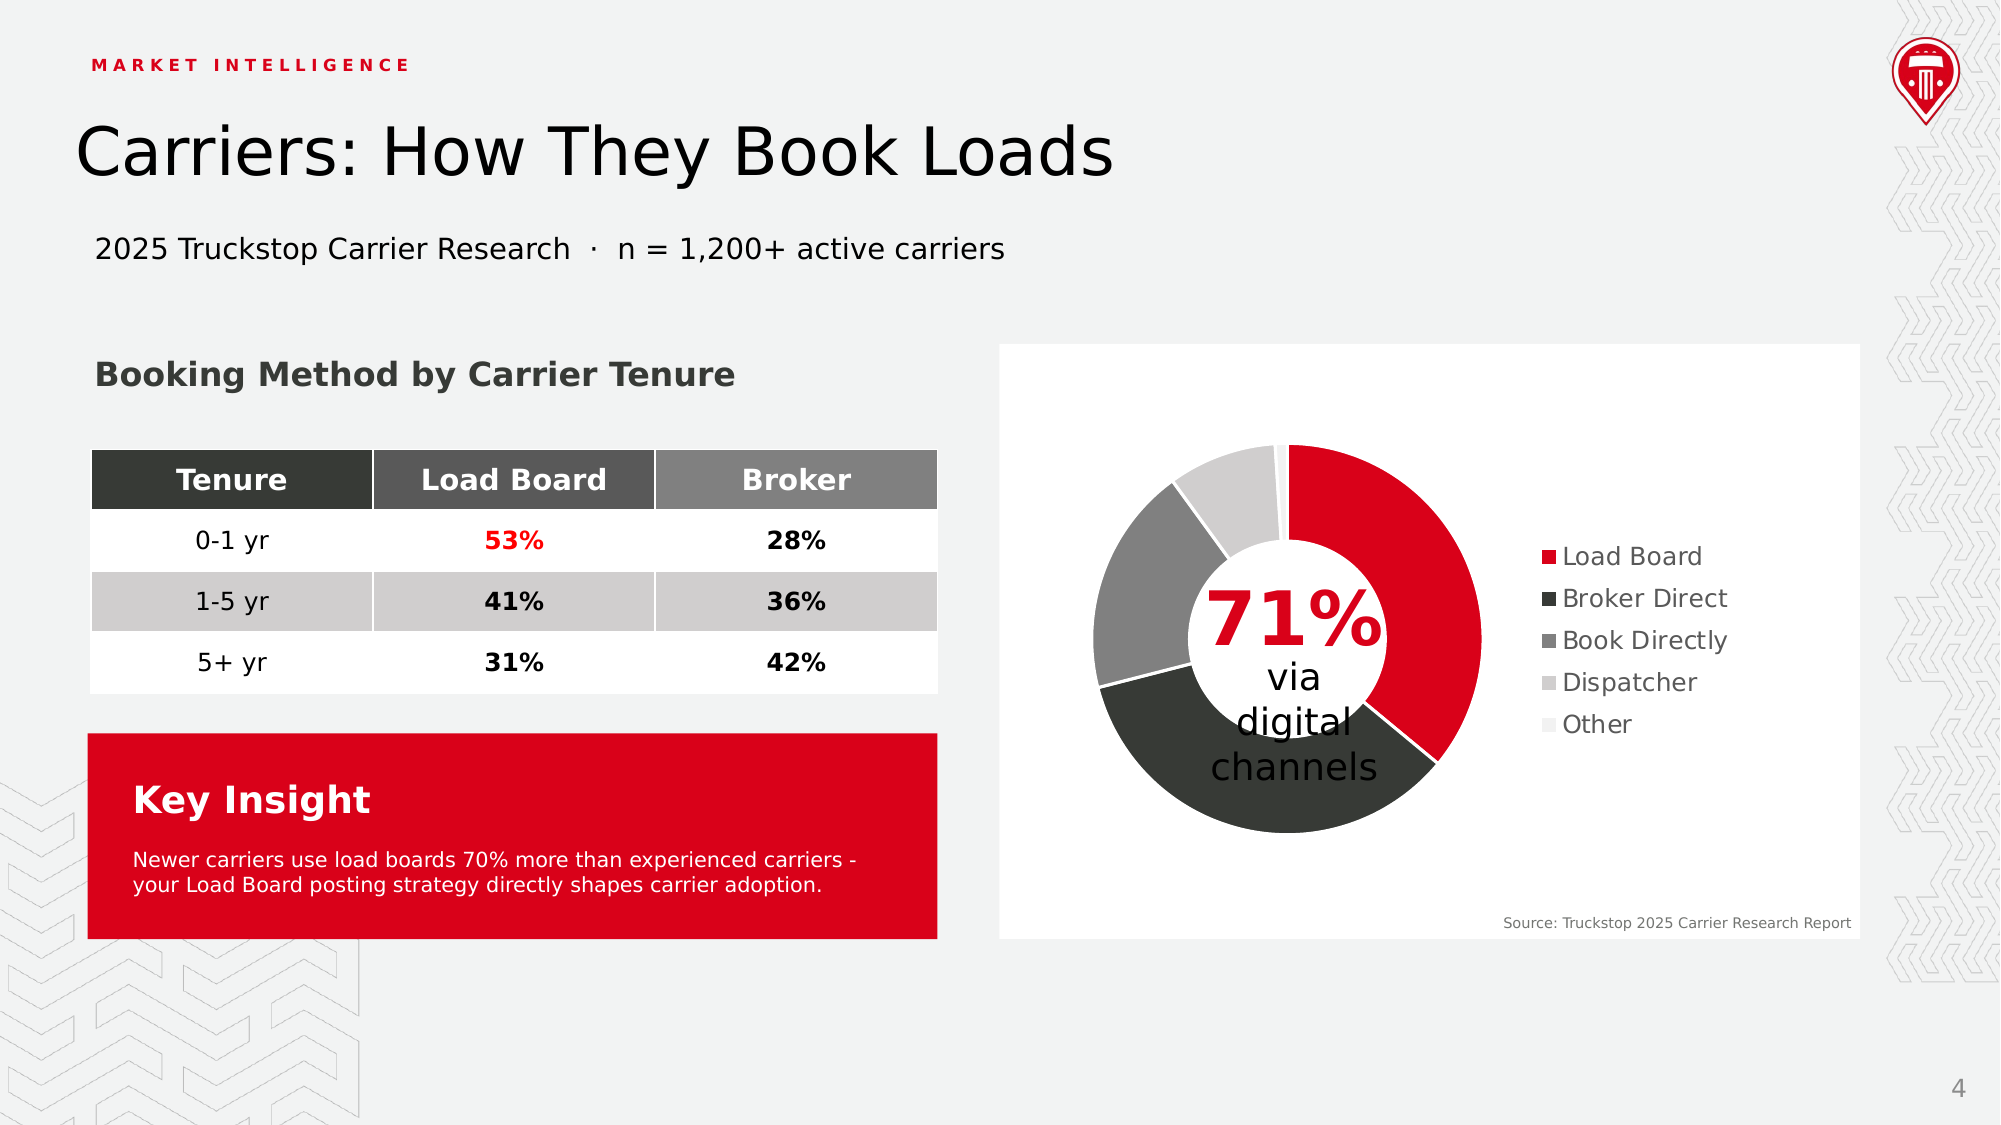 MARKET INTELLIGENCE
Carriers: How They Book Loads
2025 Truckstop Carrier Research · n = 1,200+ active carriers
Booking Method by Carrier Tenure
Tenure Load Board Broker
0-1 yr 53% 28%
1-5 yr 41% 36%
5+ yr 31% 42%
Key Insight
Newer carriers use load boards 70% more than experienced carriers -
your Load Board posting strategy directly shapes carrier adoption.
71%
via
digital
channels
Load Board
Broker Direct
Book Directly
Dispatcher
Other
Source: Truckstop 2025 Carrier Research Report
4